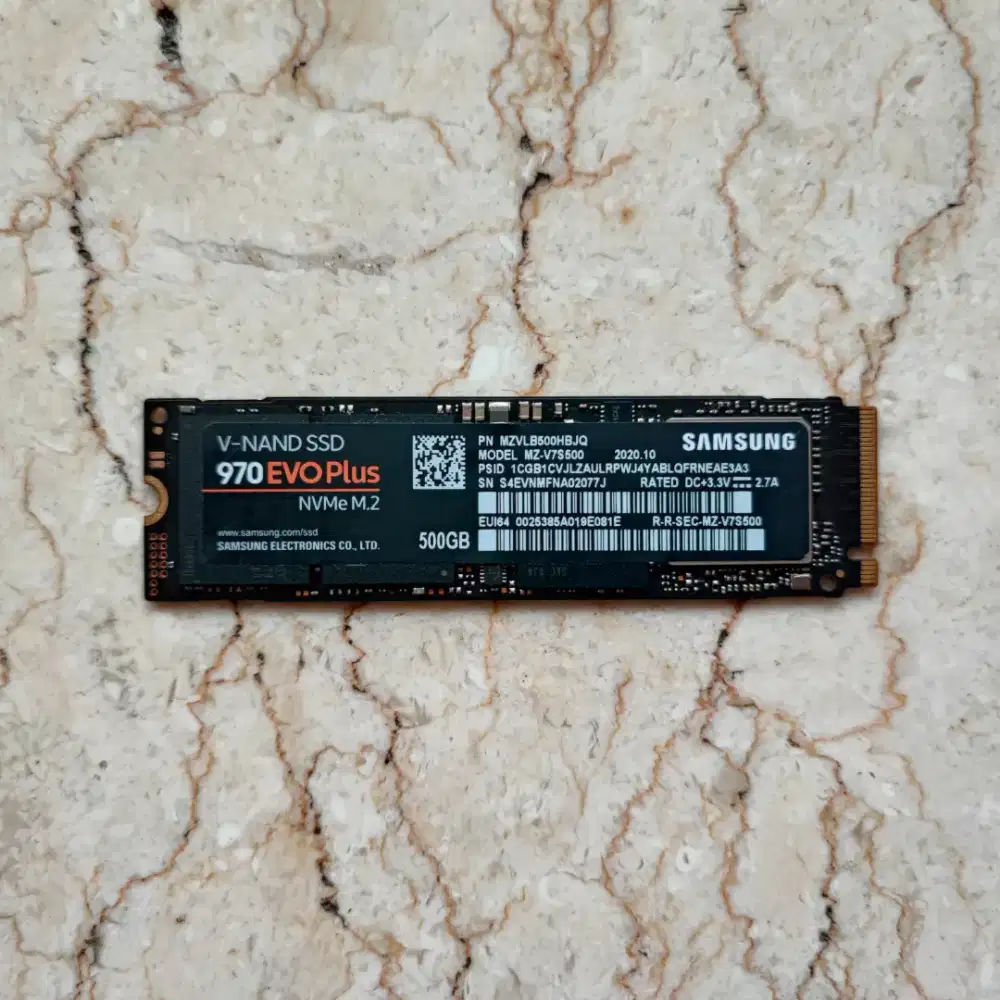 V-NAND SSD
970 EVO Plus
NVMe M.2
www.samsung.com/ssd
SAMSUNG ELECTRONICS CO., LTD.
500GB
PN MZVLB500HBJQ
SAMSUNG
MODEL MZ-V7S500 2020.10
PSID 1CGB1CVJLZAULRPWJ4YABLQFRNEAE3A3
SN S4EVNMFNA02077J RATED DC+3.3V⎓2.7A
EUI64 0025385A019E081E R-R-SEC-MZ-V7S500